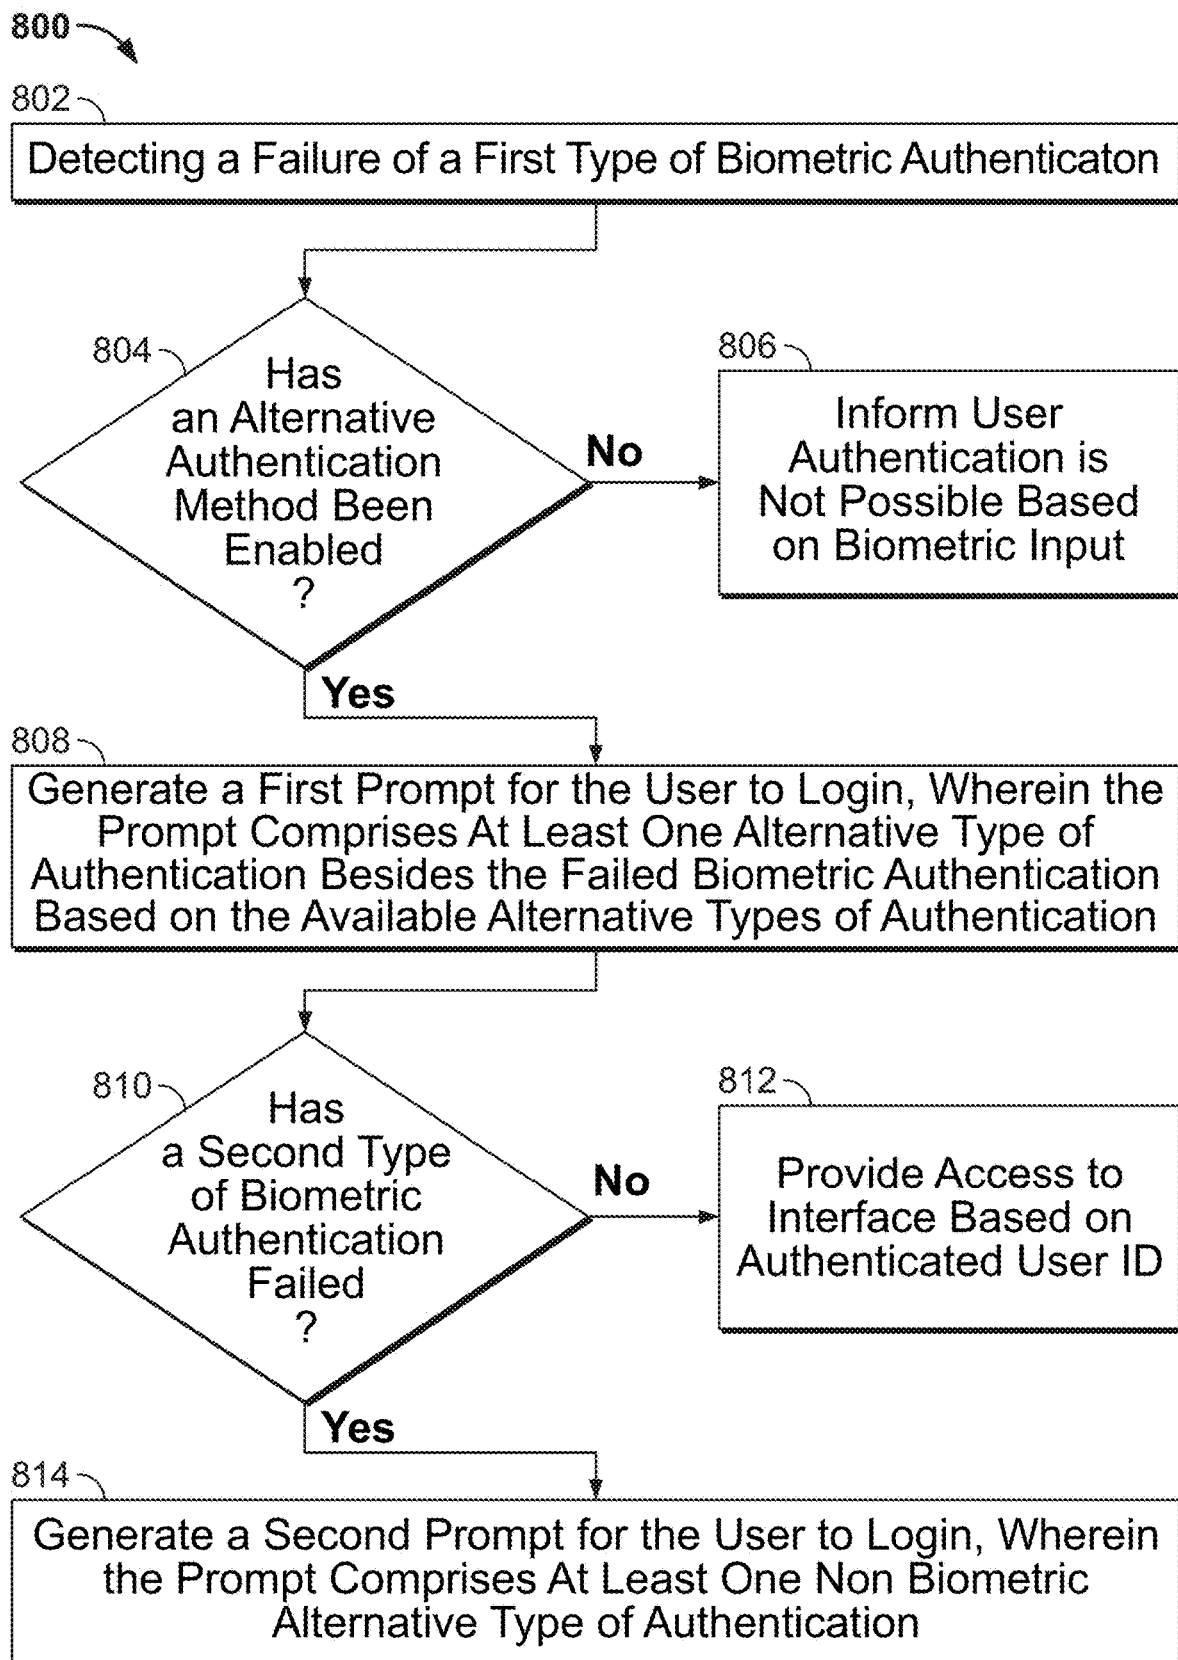 800
802
Detecting a Failure of a First Type of Biometric Authenticaton
804
Has
an Alternative
Authentication
Method Been
Enabled
?
No
806
Inform User
Authentication is
Not Possible Based
on Biometric Input
Yes
808
Generate a First Prompt for the User to Login, Wherein the
Prompt Comprises At Least One Alternative Type of
Authentication Besides the Failed Biometric Authentication
Based on the Available Alternative Types of Authentication
810
Has
a Second Type
of Biometric
Authentication
Failed
?
No
812
Provide Access to
Interface Based on
Authenticated User ID
Yes
814
Generate a Second Prompt for the User to Login, Wherein
the Prompt Comprises At Least One Non Biometric
Alternative Type of Authentication